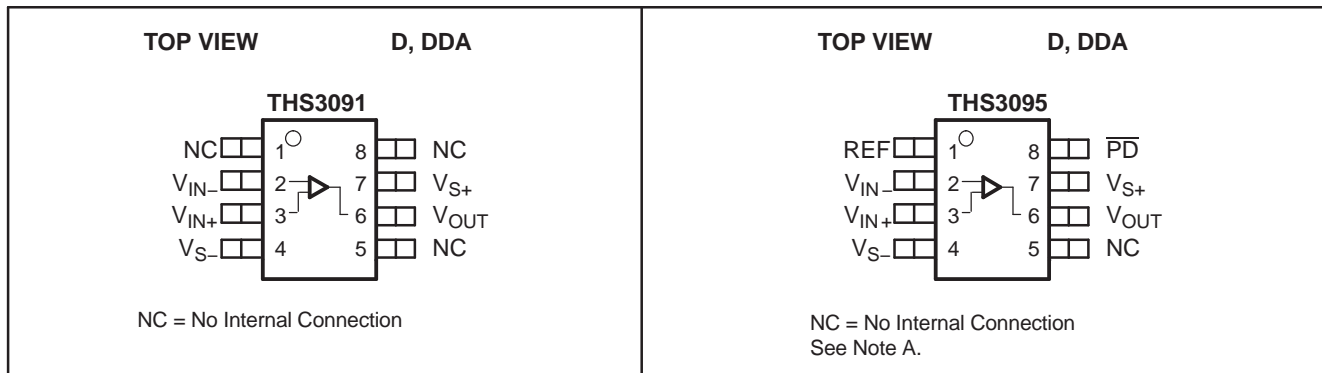 TOP VIEW D, DDA
THS3091
NC 1 8 NC
VIN− 2 7 VS+
VIN+ 3 6 VOUT
VS− 4 5 NC
NC = No Internal Connection
TOP VIEW D, DDA
THS3095
REF 1 8 PD
VIN− 2 7 VS+
VIN+ 3 6 VOUT
VS− 4 5 NC
NC = No Internal Connection
See Note A.